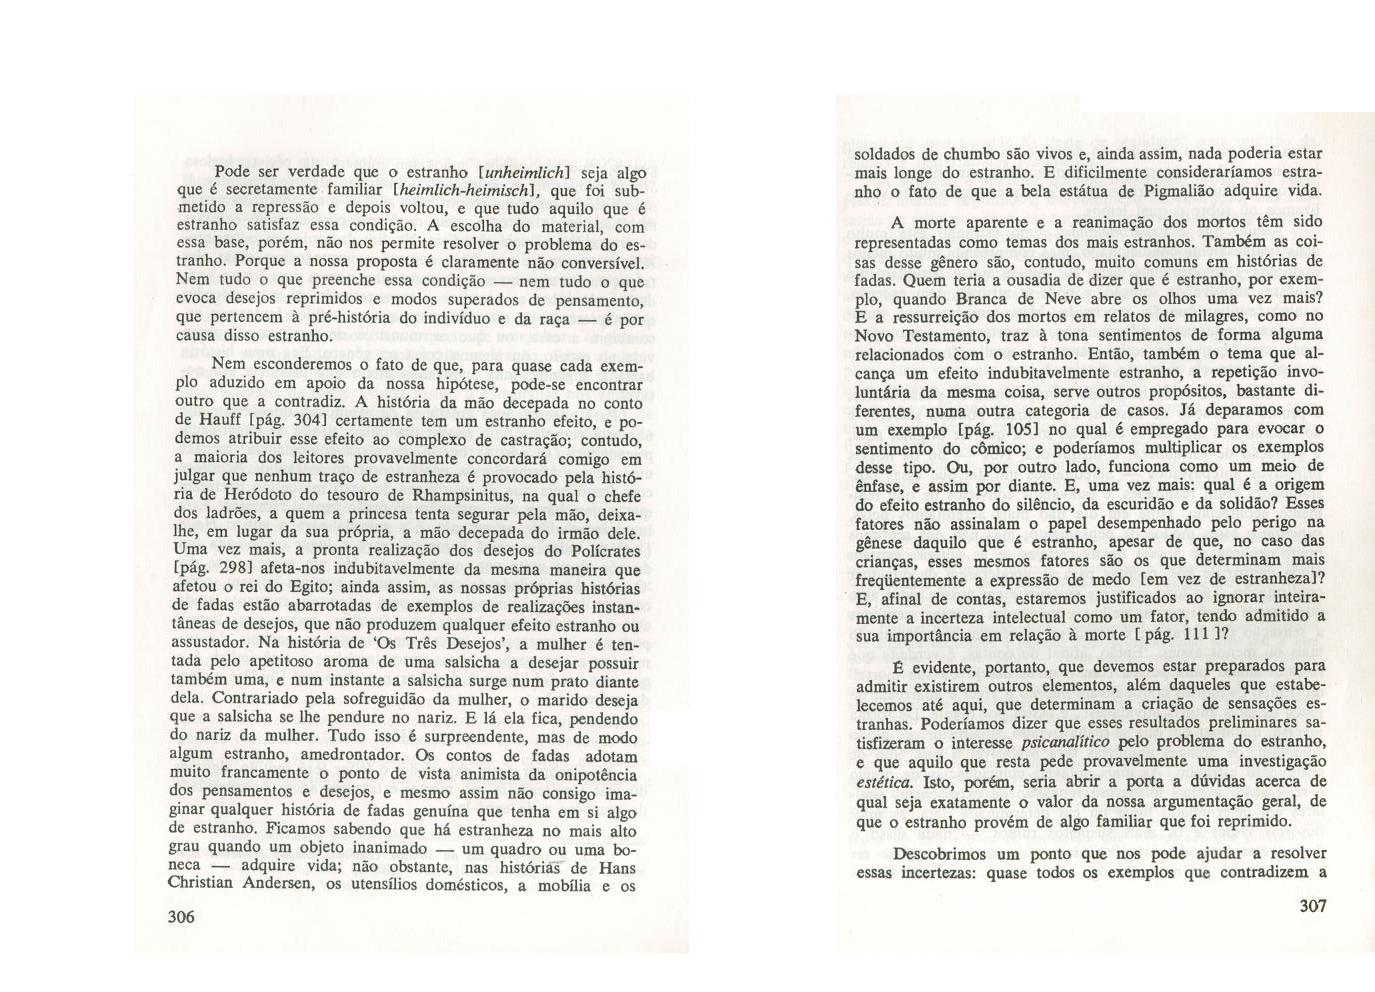 Pode ser verdade que o estranho [unheimlich] seja algo
que é secretamente familiar [heimlich-heimisch], que foi sub-
metido a repressão e depois voltou, e que tudo aquilo que é
estranho satisfaz essa condição. A escolha do material, com
essa base, porém, não nos permite resolver o problema do es-
tranho. Porque a nossa proposta é claramente não conversível.
Nem tudo o que preenche essa condição — nem tudo o que
evoca desejos reprimidos e modos superados de pensamento,
que pertencem à pré-história do indivíduo e da raça — é por
causa disso estranho.
Nem esconderemos o fato de que, para quase cada exem-
plo aduzido em apoio da nossa hipótese, pode-se encontrar
outro que a contradiz. A história da mão decepada no conto
de Hauff [pág. 304] certamente tem um estranho efeito, e po-
demos atribuir esse efeito ao complexo de castração; contudo,
a maioria dos leitores provavelmente concordará comigo em
julgar que nenhum traço de estranheza é provocado pela histó-
ria de Heródoto do tesouro de Rhampsinitus, na qual o chefe
dos ladrões, a quem a princesa tenta segurar pela mão, deixa-
lhe, em lugar da sua própria, a mão decepada do irmão dele.
Uma vez mais, a pronta realização dos desejos do Polícrates
[pág. 298] afeta-nos indubitavelmente da mesma maneira que
afetou o rei do Egito; ainda assim, as nossas próprias histórias
de fadas estão abarrotadas de exemplos de realizações instan-
tâneas de desejos, que não produzem qualquer efeito estranho ou
assustador. Na história de 'Os Três Desejos', a mulher é ten-
tada pelo apetitoso aroma de uma salsicha a desejar possuir
também uma, e num instante a salsicha surge num prato diante
dela. Contrariado pela sofreguidão da mulher, o marido deseja
que a salsicha se lhe pendure no nariz. E lá ela fica, pendendo
do nariz da mulher. Tudo isso é surpreendente, mas de modo
algum estranho, amedrontador. Os contos de fadas adotam
muito francamente o ponto de vista animista da onipotência
dos pensamentos e desejos, e mesmo assim não consigo ima-
ginar qualquer história de fadas genuína que tenha em si algo
de estranho. Ficamos sabendo que há estranheza no mais alto
grau quando um objeto inanimado — um quadro ou uma bo-
neca — adquire vida; não obstante, nas histórias de Hans
Christian Andersen, os utensílios domésticos, a mobília e os
306
soldados de chumbo são vivos e, ainda assim, nada poderia estar
mais longe do estranho. E dificilmente consideraríamos estra-
nho o fato de que a bela estátua de Pigmalião adquire vida.
A morte aparente e a reanimação dos mortos têm sido
representadas como temas dos mais estranhos. Também as coi-
sas desse gênero são, contudo, muito comuns em histórias de
fadas. Quem teria a ousadia de dizer que é estranho, por exem-
plo, quando Branca de Neve abre os olhos uma vez mais?
E a ressurreição dos mortos em relatos de milagres, como no
Novo Testamento, traz à tona sentimentos de forma alguma
relacionados com o estranho. Então, também o tema que al-
cança um efeito indubitavelmente estranho, a repetição invo-
luntária da mesma coisa, serve outros propósitos, bastante di-
ferentes, numa outra categoria de casos. Já deparamos com
um exemplo [pág. 105] no qual é empregado para evocar o
sentimento do cômico; e poderíamos multiplicar os exemplos
desse tipo. Ou, por outro lado, funciona como um meio de
ênfase, e assim por diante. E, uma vez mais: qual é a origem
do efeito estranho do silêncio, da escuridão e da solidão? Esses
fatores não assinalam o papel desempenhado pelo perigo na
gênese daquilo que é estranho, apesar de que, no caso das
crianças, esses mesmos fatores são os que determinam mais
freqüentemente a expressão de medo [em vez de estranheza]?
E, afinal de contas, estaremos justificados ao ignorar inteira-
mente a incerteza intelectual como um fator, tendo admitido a
sua importância em relação à morte [ pág. 111 ]?
É evidente, portanto, que devemos estar preparados para
admitir existirem outros elementos, além daqueles que estabe-
lecemos até aqui, que determinam a criação de sensações es-
tranhas. Poderíamos dizer que esses resultados preliminares sa-
tisfizeram o interesse psicanalítico pelo problema do estranho,
e que aquilo que resta pede provavelmente uma investigação
estética. Isto, porém, seria abrir a porta a dúvidas acerca de
qual seja exatamente o valor da nossa argumentação geral, de
que o estranho provém de algo familiar que foi reprimido.
Descobrimos um ponto que nos pode ajudar a resolver
essas incertezas: quase todos os exemplos que contradizem a
307